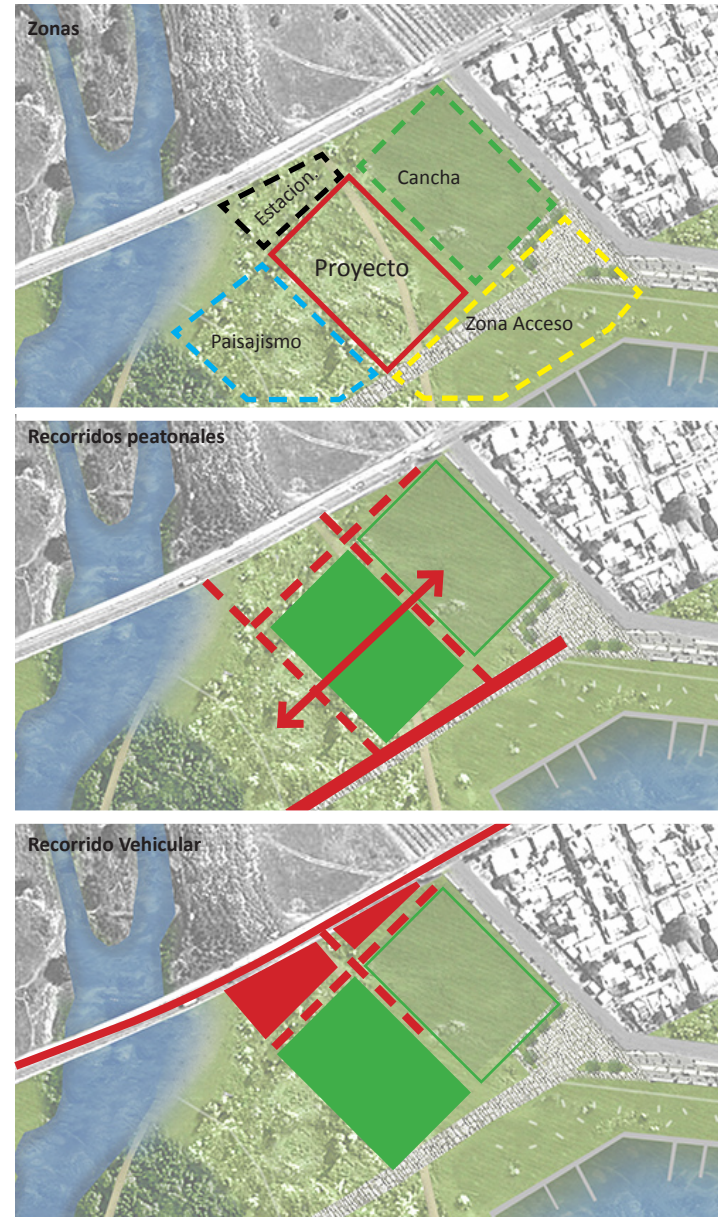 Zonas
Cancha
Estacion.
Proyecto
Zona Acceso
Paisajismo
Recorridos peatonales
Recorrido Vehicular